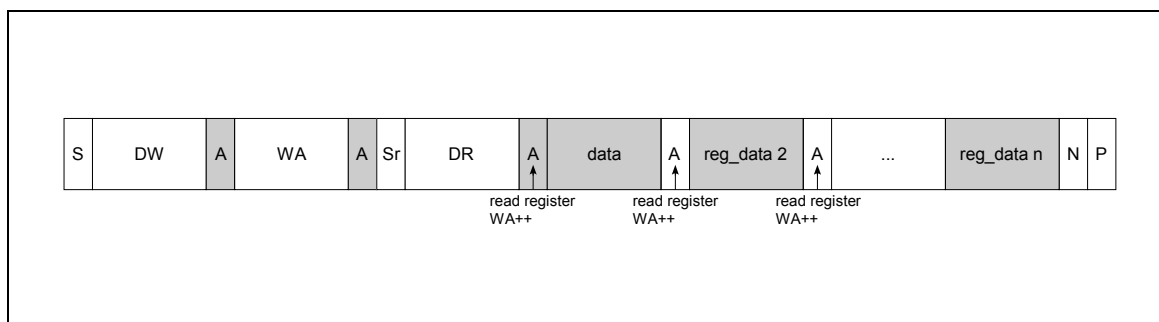 S DW A WA A Sr DR A data A reg_data 2 A ... reg_data n N P
read register read register read register
WA++ WA++ WA++